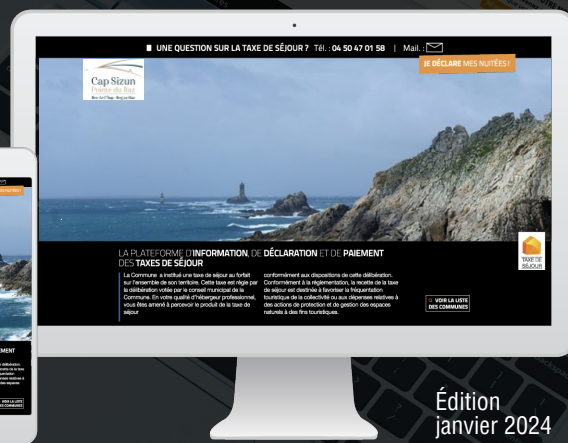 UNE QUESTION SUR LA TAXE DE SÉJOUR ? Tél. : 04 50 47 01 58 | Mail. :
JE DÉCLARE MES NUITÉES !
Cap Sizun
Pointe du Raz
LA PLATEFORME D'INFORMATION, DE DÉCLARATION ET DE PAIEMENT
DES TAXES DE SÉJOUR
La Commune a institué une taxe de séjour au forfait
sur l'ensemble de son territoire. Cette taxe est régie par
la délibération votée par le conseil municipal de la
Commune. En votre qualité d'hébergeur professionnel,
vous êtes amené à percevoir le produit de la taxe de
séjour
conformément aux dispositions de cette délibération.
Conformément à la réglementation, la recette de la taxe
de séjour est destinée à favoriser la fréquentation
touristique de la collectivité ou aux dépenses relatives à
des actions de protection et de gestion des espaces
naturels à des fins touristiques.
TAXE DE
SÉJOUR
VOIR LA LISTE
DES COMMUNES
Édition
janvier 2024